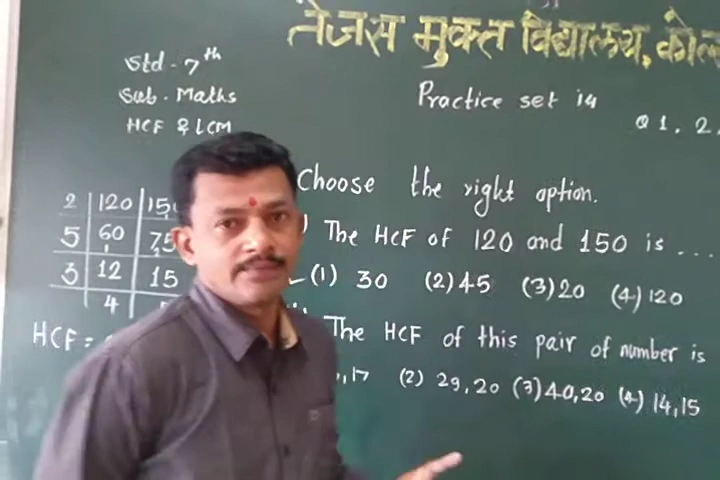 तेजस मुक्त विद्यालय, कोल
Std - 7th
Sub - Maths
HCF & LCM
Practice set 14
Q 1, 2,
Choose the right option.
The HCF of 120 and 150 is ...
(1) 30 (2) 45 (3) 20 (4) 120
The HCF of this pair of number is
, 17 (2) 29, 20 (3) 40, 20 (4) 14, 15
2 120 15
5 60 75
3 12 15
4
HCF =